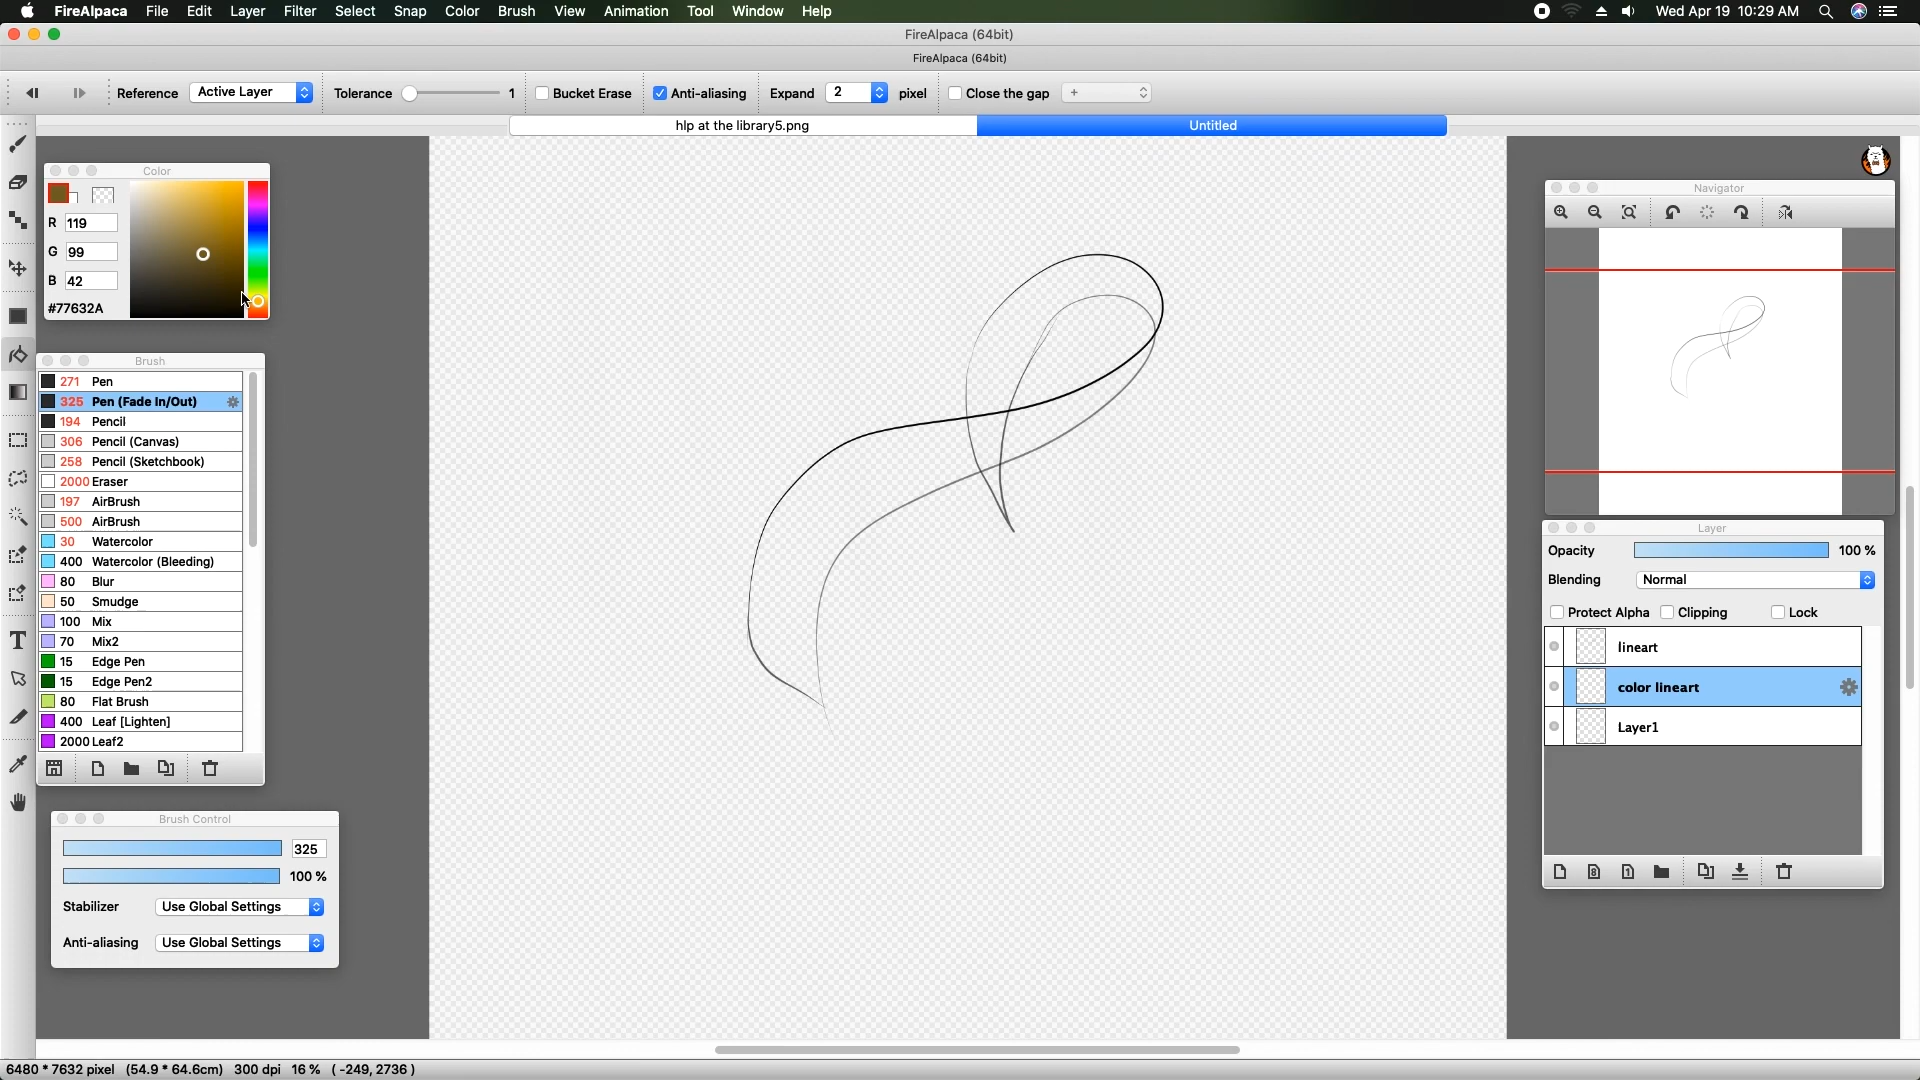 FireAlpaca File Edit Layer Filter Select Snap Color Brush View Animation Tool Window Help Wed Apr 19 10:29 AM
FireAlpaca (64bit)
FireAlpaca (64bit)
Reference Active Layer Tolerance 1 Bucket Erase Anti-aliasing Expand 2 pixel Close the gap +
hlp at the library5.png Untitled
Color
R 119
G 99
B 42
#77632A
Brush
271 Pen
325 Pen (Fade In/Out)
194 Pencil
306 Pencil (Canvas)
258 Pencil (Sketchbook)
2000 Eraser
197 AirBrush
500 AirBrush
30 Watercolor
400 Watercolor (Bleeding)
80 Blur
50 Smudge
100 Mix
70 Mix2
15 Edge Pen
15 Edge Pen2
80 Flat Brush
400 Leaf [Lighten]
2000 Leaf2
Brush Control
325
100 %
Stabilizer Use Global Settings
Anti-aliasing Use Global Settings
Navigator
Layer
Opacity 100 %
Blending Normal
Protect Alpha Clipping Lock
lineart
color lineart
Layer1
8 1
T
6480 * 7632 pixel (54.9 * 64.6cm) 300 dpi 16 % ( -249, 2736 )